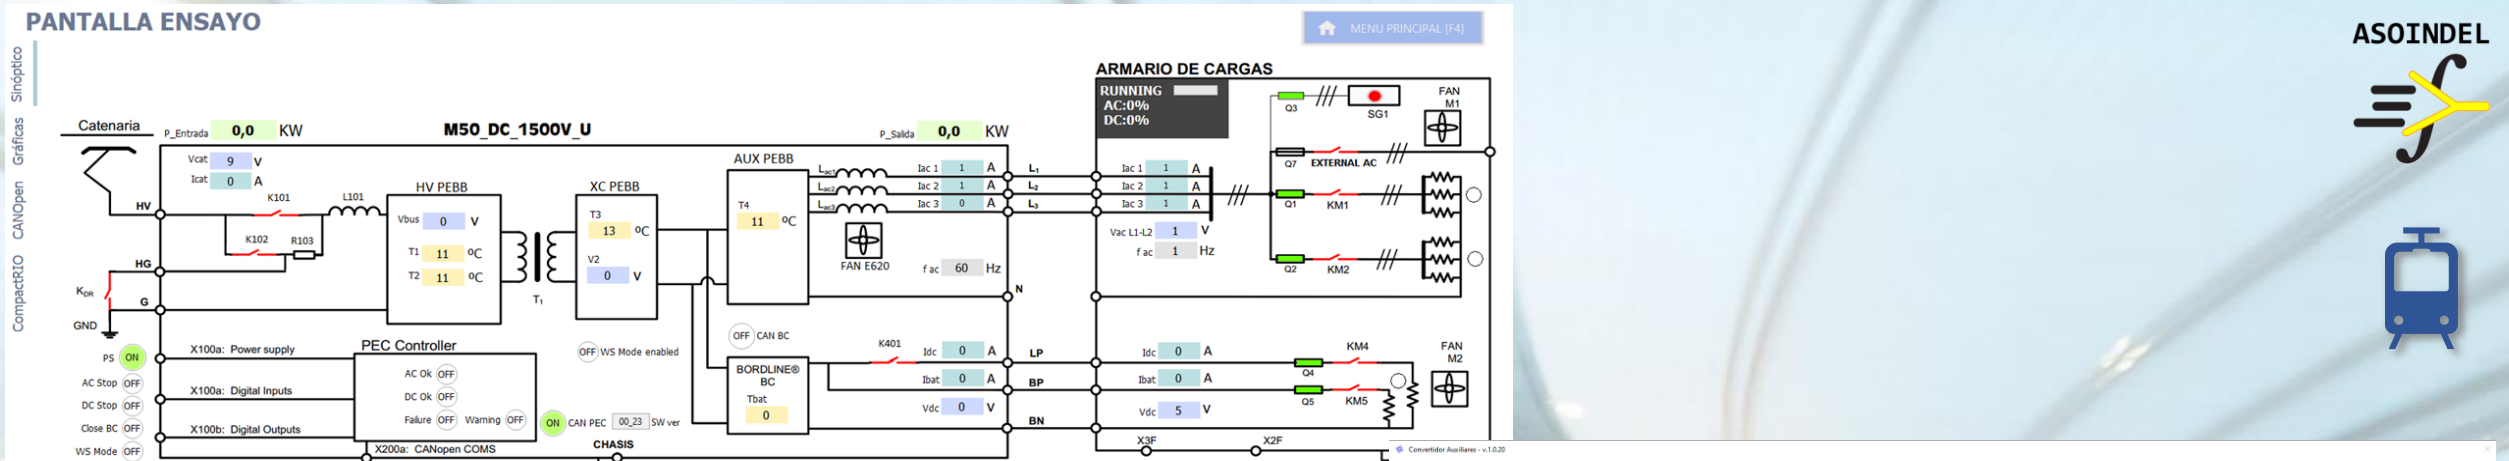 PANTALLA ENSAYO
MENU PRINCIPAL [F4]
ASOINDEL
Sinóptico
Gráficas
CANOpen
CompactRIO
ARMARIO DE CARGAS
RUNNING
AC:0%
DC:0%
Q3
SG1
FAN
M1
Catenaria
P_Entrada 0,0 KW
M50_DC_1500V_U
P_Salida 0,0 KW
Vcat 9 V
Icat 0 A
AUX PEBB
Q7 EXTERNAL AC
HV PEBB
XC PEBB
Lac1 Iac 1 1 A L1 Iac 1 1 A
Lac2 Iac 2 1 A L2 Iac 2 1 A
Lac3 Iac 3 0 A L3 Iac 3 1 A
K101
L101
HV
Vbus 0 V
T3
13 ºC
T4
11 ºC
Q1
KM1
K102
R103
T1 11 ºC
T2 11 ºC
V2
0 V
FAN E620
f ac 60 Hz
Vac L1-L2 1 V
f ac 1 Hz
Q2
KM2
HG
KDR
G
GND
T1
N
PS ON
X100a: Power supply
PEC Controller
OFF WS Mode enabled
OFF CAN BC
K401
Idc 0 A LP Idc 0 A
KM4
FAN
M2
AC Stop OFF
DC Stop OFF
Close BC OFF
WS Mode OFF
X100a: Digital Inputs
X100b: Digital Outputs
AC Ok OFF
DC Ok OFF
Failure OFF Warning OFF
ON CAN PEC 00_23 SW ver
BORDLINE®
BC
Tbat
0
Ibat 0 A BP Ibat 0 A
Vdc 0 V Vdc 5 V
BN
Q4
Q5
KM5
X200a: CANopen COMS
CHASIS
X3F
X2F
Convertidor Auxiliares - v.1.0.20